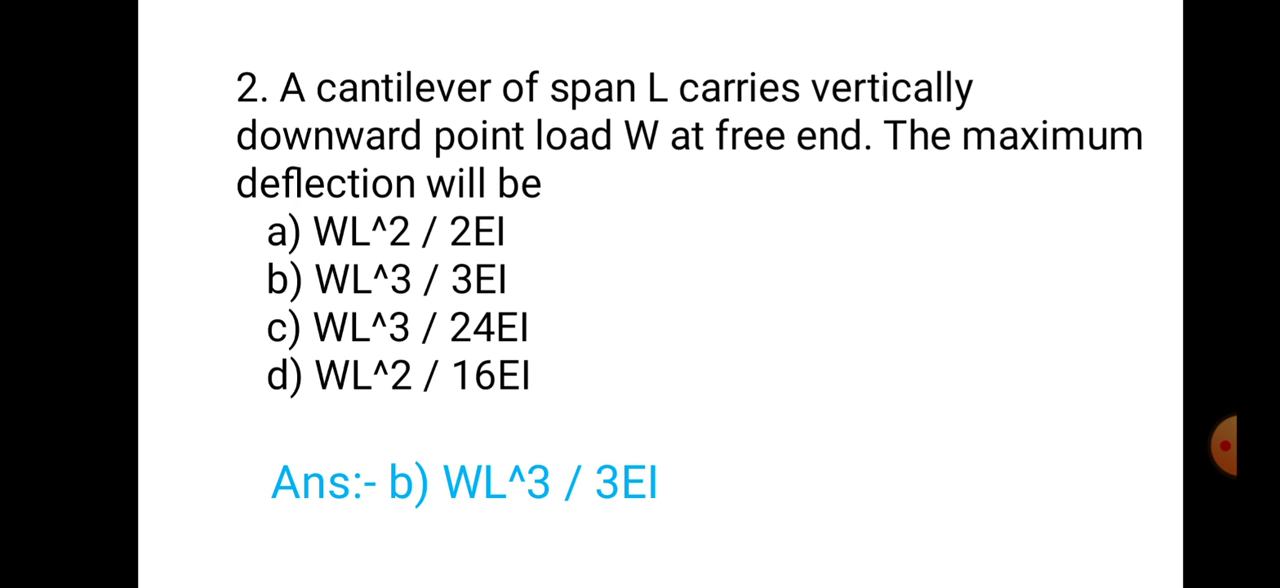 2. A cantilever of span L carries vertically
downward point load W at free end. The maximum
deflection will be
a) WL^2 / 2EI
b) WL^3 / 3EI
c) WL^3 / 24EI
d) WL^2 / 16EI
Ans:- b) WL^3 / 3EI